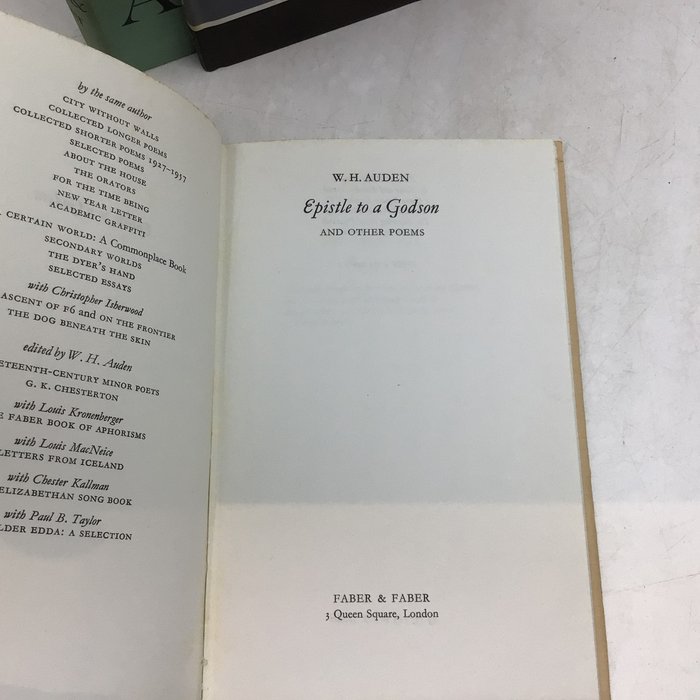 by the same author
CITY WITHOUT WALLS
COLLECTED LONGER POEMS
COLLECTED SHORTER POEMS 1927-1957
SELECTED POEMS
ABOUT THE HOUSE
THE ORATORS
FOR THE TIME BEING
NEW YEAR LETTER
ACADEMIC GRAFFITI
CERTAIN WORLD: A Commonplace Book
SECONDARY WORLDS
THE DYER'S HAND
SELECTED ESSAYS
with Christopher Isherwood
ASCENT OF F6 and ON THE FRONTIER
THE DOG BENEATH THE SKIN
edited by W. H. Auden
ETEENTH-CENTURY MINOR POETS
G. K. CHESTERTON
with Louis Kronenberger
E FABER BOOK OF APHORISMS
with Louis MacNeice
LETTERS FROM ICELAND
with Chester Kallman
ELIZABETHAN SONG BOOK
with Paul B. Taylor
LDER EDDA: A SELECTION
W. H. AUDEN
Epistle to a Godson
AND OTHER POEMS
FABER & FABER
3 Queen Square, London